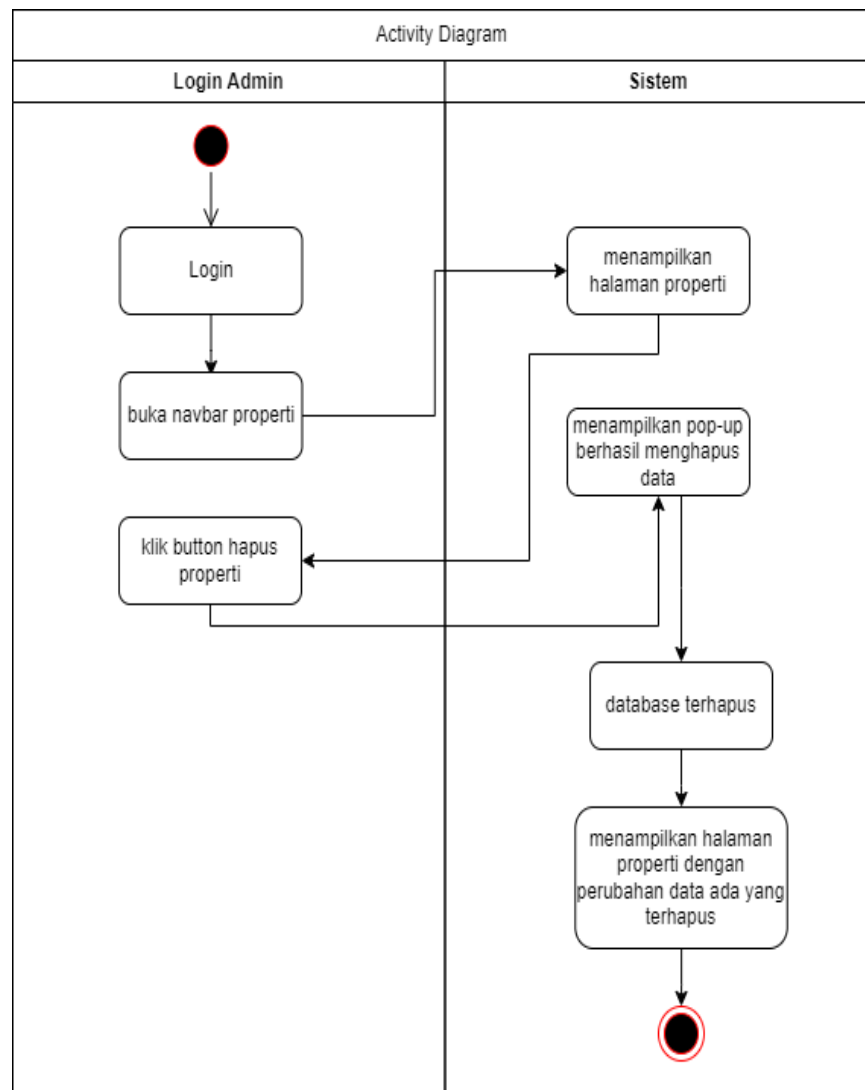 Activity Diagram
Login Admin
Sistem
Login
menampilkan
halaman properti
buka navbar properti
menampilkan pop-up
berhasil menghapus
data
klik button hapus
properti
database terhapus
menampilkan halaman
properti dengan
perubahan data ada yang
terhapus